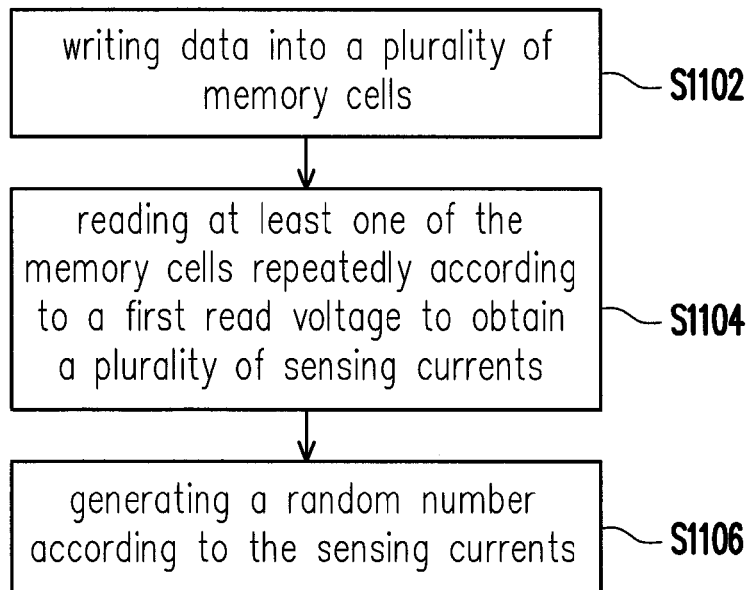 writing data into a plurality of
memory cells
S1102
reading at least one of the
memory cells repeatedly according
to a first read voltage to obtain
a plurality of sensing currents
S1104
generating a random number
according to the sensing currents
S1106